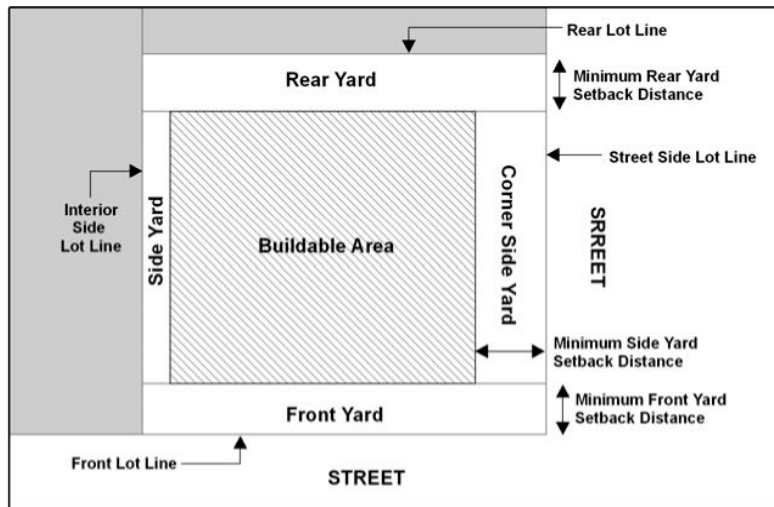 Rear Lot Line
Rear Yard
Minimum Rear Yard
Setback Distance
Street Side Lot Line
Interior
Side
Lot Line
Side Yard
Buildable Area
Corner Side Yard
SRREET
Minimum Side Yard
Setback Distance
Front Yard
Minimum Front Yard
Setback Distance
Front Lot Line
STREET